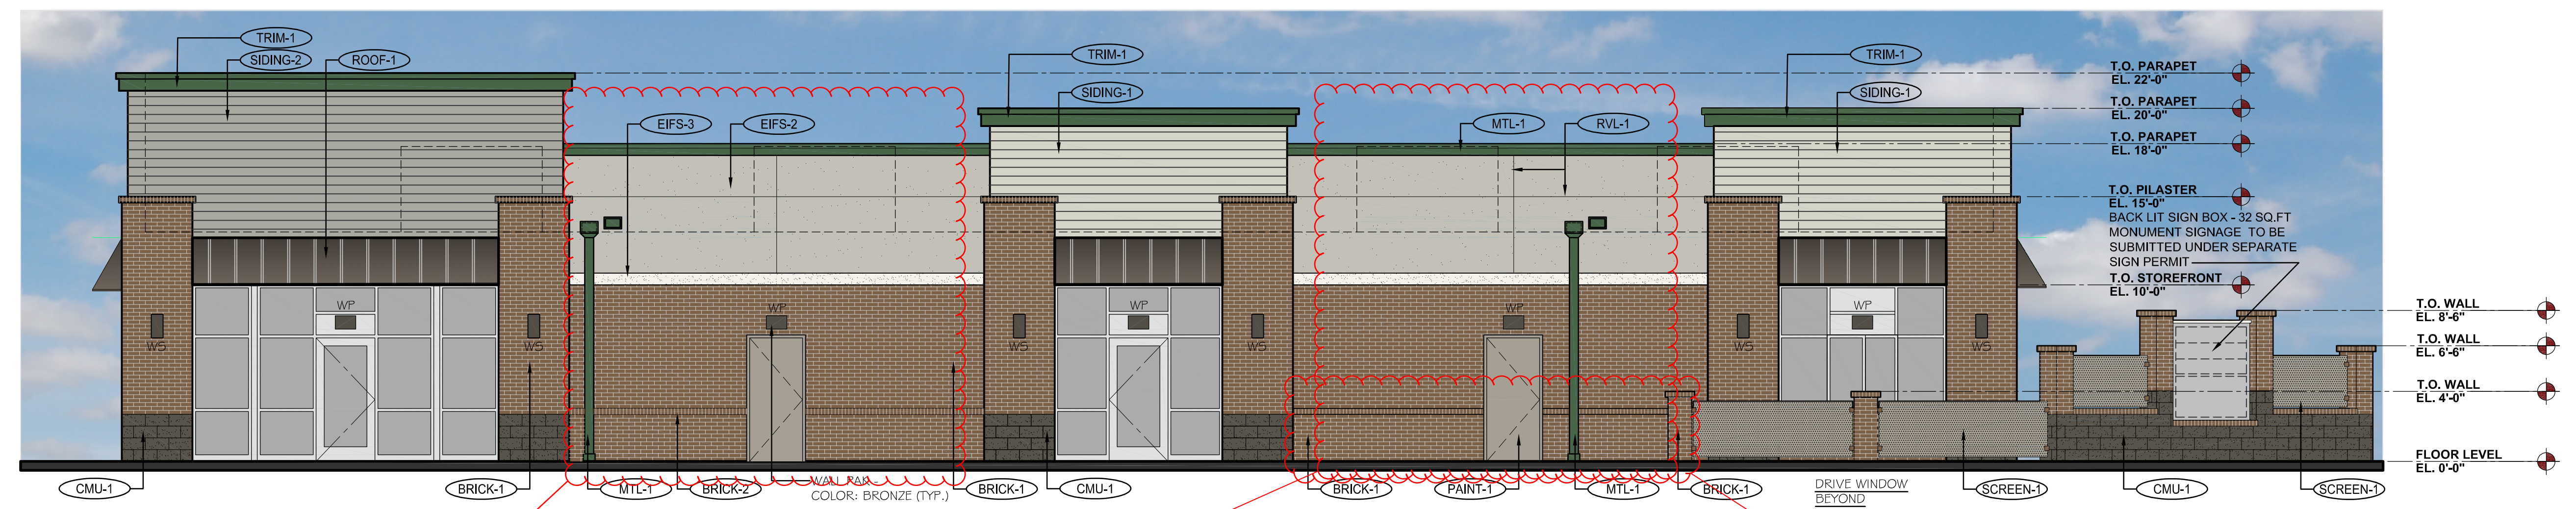 TRIM-1
SIDING-2
ROOF-1
EIFS-3
EIFS-2
TRIM-1
SIDING-1
MTL-1
RVL-1
TRIM-1
SIDING-1
T.O. PARAPET
EL. 22'-0"
T.O. PARAPET
EL. 20'-0"
T.O. PARAPET
EL. 18'-0"
T.O. PILASTER
EL. 15'-0"
BACK LIT SIGN BOX - 32 SQ.FT
MONUMENT SIGNAGE TO BE
SUBMITTED UNDER SEPARATE
SIGN PERMIT
T.O. STOREFRONT
EL. 10'-0"
T.O. WALL
EL. 8'-6"
T.O. WALL
EL. 6'-6"
T.O. WALL
EL. 4'-0"
FLOOR LEVEL
EL. 0'-0"
WS
WP
WS
WP
WS
WP
WS
WP
WS
WP
WS
CMU-1
BRICK-1
MTL-1
BRICK-2
WALL PAK -
COLOR: BRONZE (TYP.)
BRICK-1
CMU-1
BRICK-1
PAINT-1
MTL-1
BRICK-1
DRIVE WINDOW
BEYOND
SCREEN-1
CMU-1
SCREEN-1